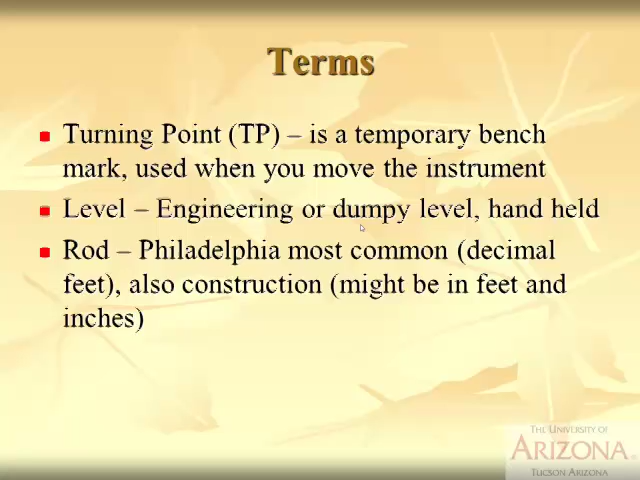 Terms
Turning Point (TP) – is a temporary bench
mark, used when you move the instrument
Level – Engineering or dumpy level, hand held
Rod – Philadelphia most common (decimal
feet), also construction (might be in feet and
inches)
THE UNIVERSITY OF
ARIZONA®
TUCSON ARIZONA